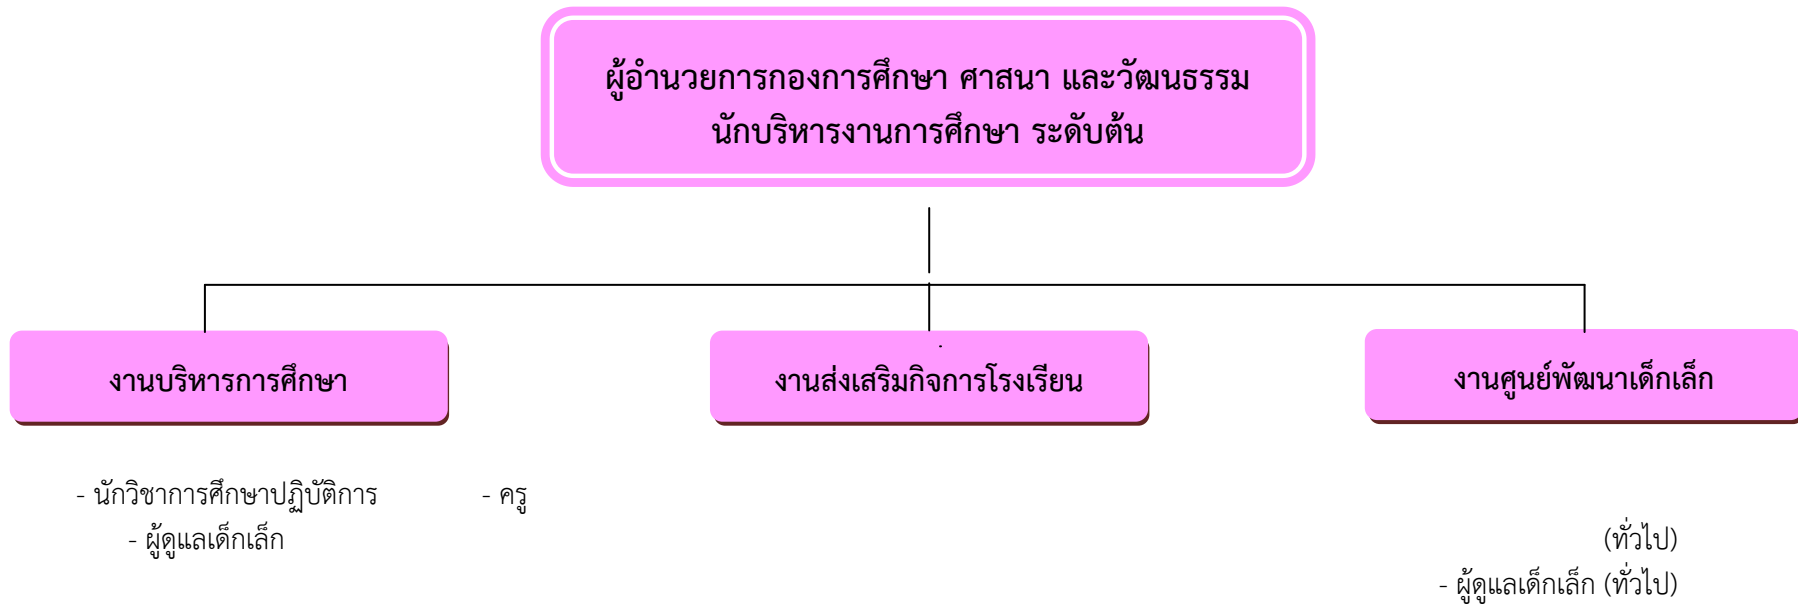 ผู้อำนวยการกองการศึกษา ศาสนา และวัฒนธรรม
นักบริหารงานการศึกษา ระดับต้น
งานบริหารการศึกษา
งานส่งเสริมกิจการโรงเรียน
งานศูนย์พัฒนาเด็กเล็ก
- นักวิชาการศึกษาปฏิบัติการ - ครู
- ผู้ดูแลเด็กเล็ก (ทั่วไป)
- ผู้ดูแลเด็กเล็ก (ทั่วไป)